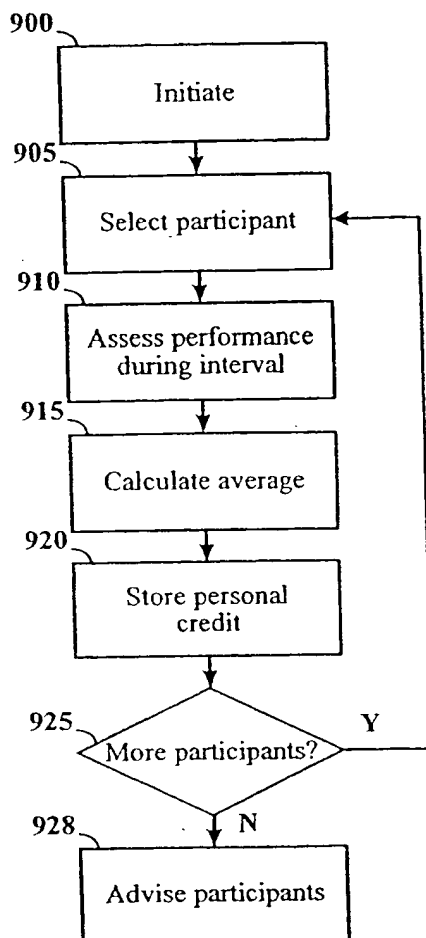 900
Initiate
905
Select participant
910
Assess performance
during interval
915
Calculate average
920
Store personal
credit
925
More participants?
Y
N
928
Advise participants